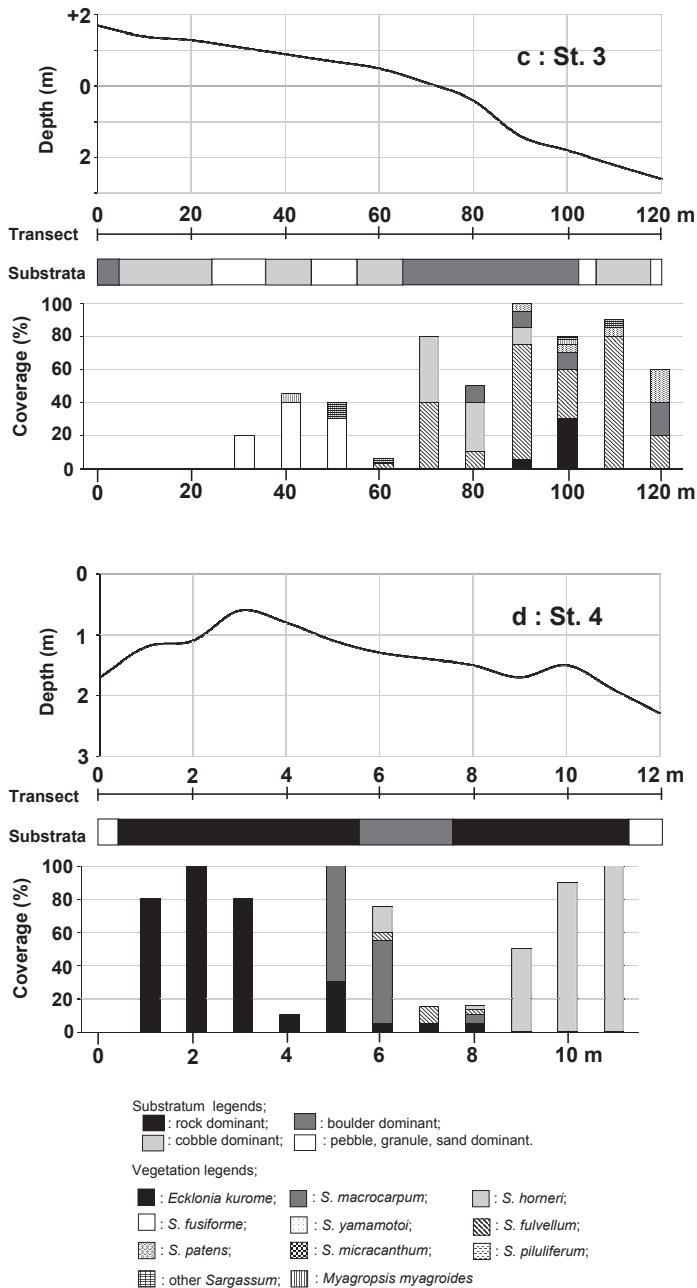 c : St. 3
Depth (m)
+2
0
2
0 20 40 60 80 100 120 m
Transect
Substrata
Coverage (%)
100
80
60
40
20
0
0 20 40 60 80 100 120 m
d : St. 4
Depth (m)
0
1
2
3
0 2 4 6 8 10 12 m
Transect
Substrata
Coverage (%)
100
80
60
40
20
0
0 2 4 6 8 10 m
Substratum legends;
: rock dominant; : boulder dominant;
: cobble dominant; : pebble, granule, sand dominant.
Vegetation legends;
: Ecklonia kurome; : S. macrocarpum; : S. horneri;
: S. fusiforme; : S. yamamotoi; : S. fulvellum;
: S. patens; : S. micracanthum; : S. piluliferum;
: other Sargassum; : Myagropsis myagroides